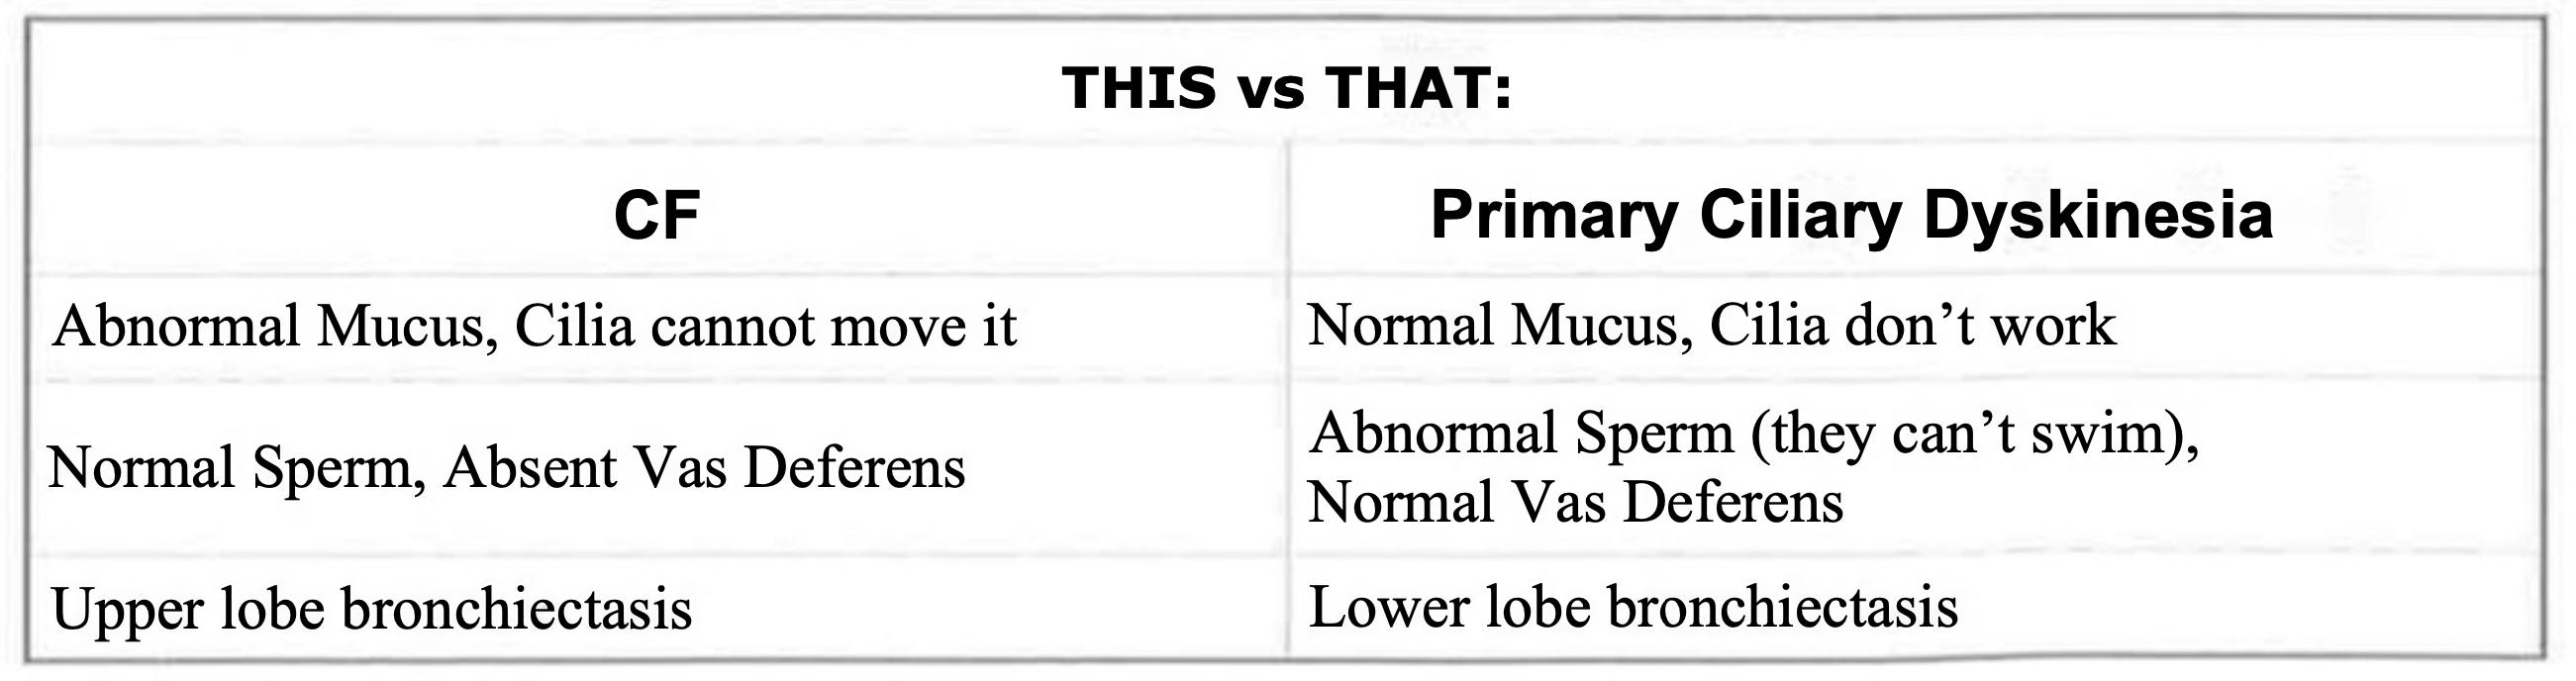 THIS vs THAT:
CF
Primary Ciliary Dyskinesia
Abnormal Mucus, Cilia cannot move it
Normal Mucus, Cilia don’t work
Normal Sperm, Absent Vas Deferens
Abnormal Sperm (they can’t swim),
Normal Vas Deferens
Upper lobe bronchiectasis
Lower lobe bronchiectasis